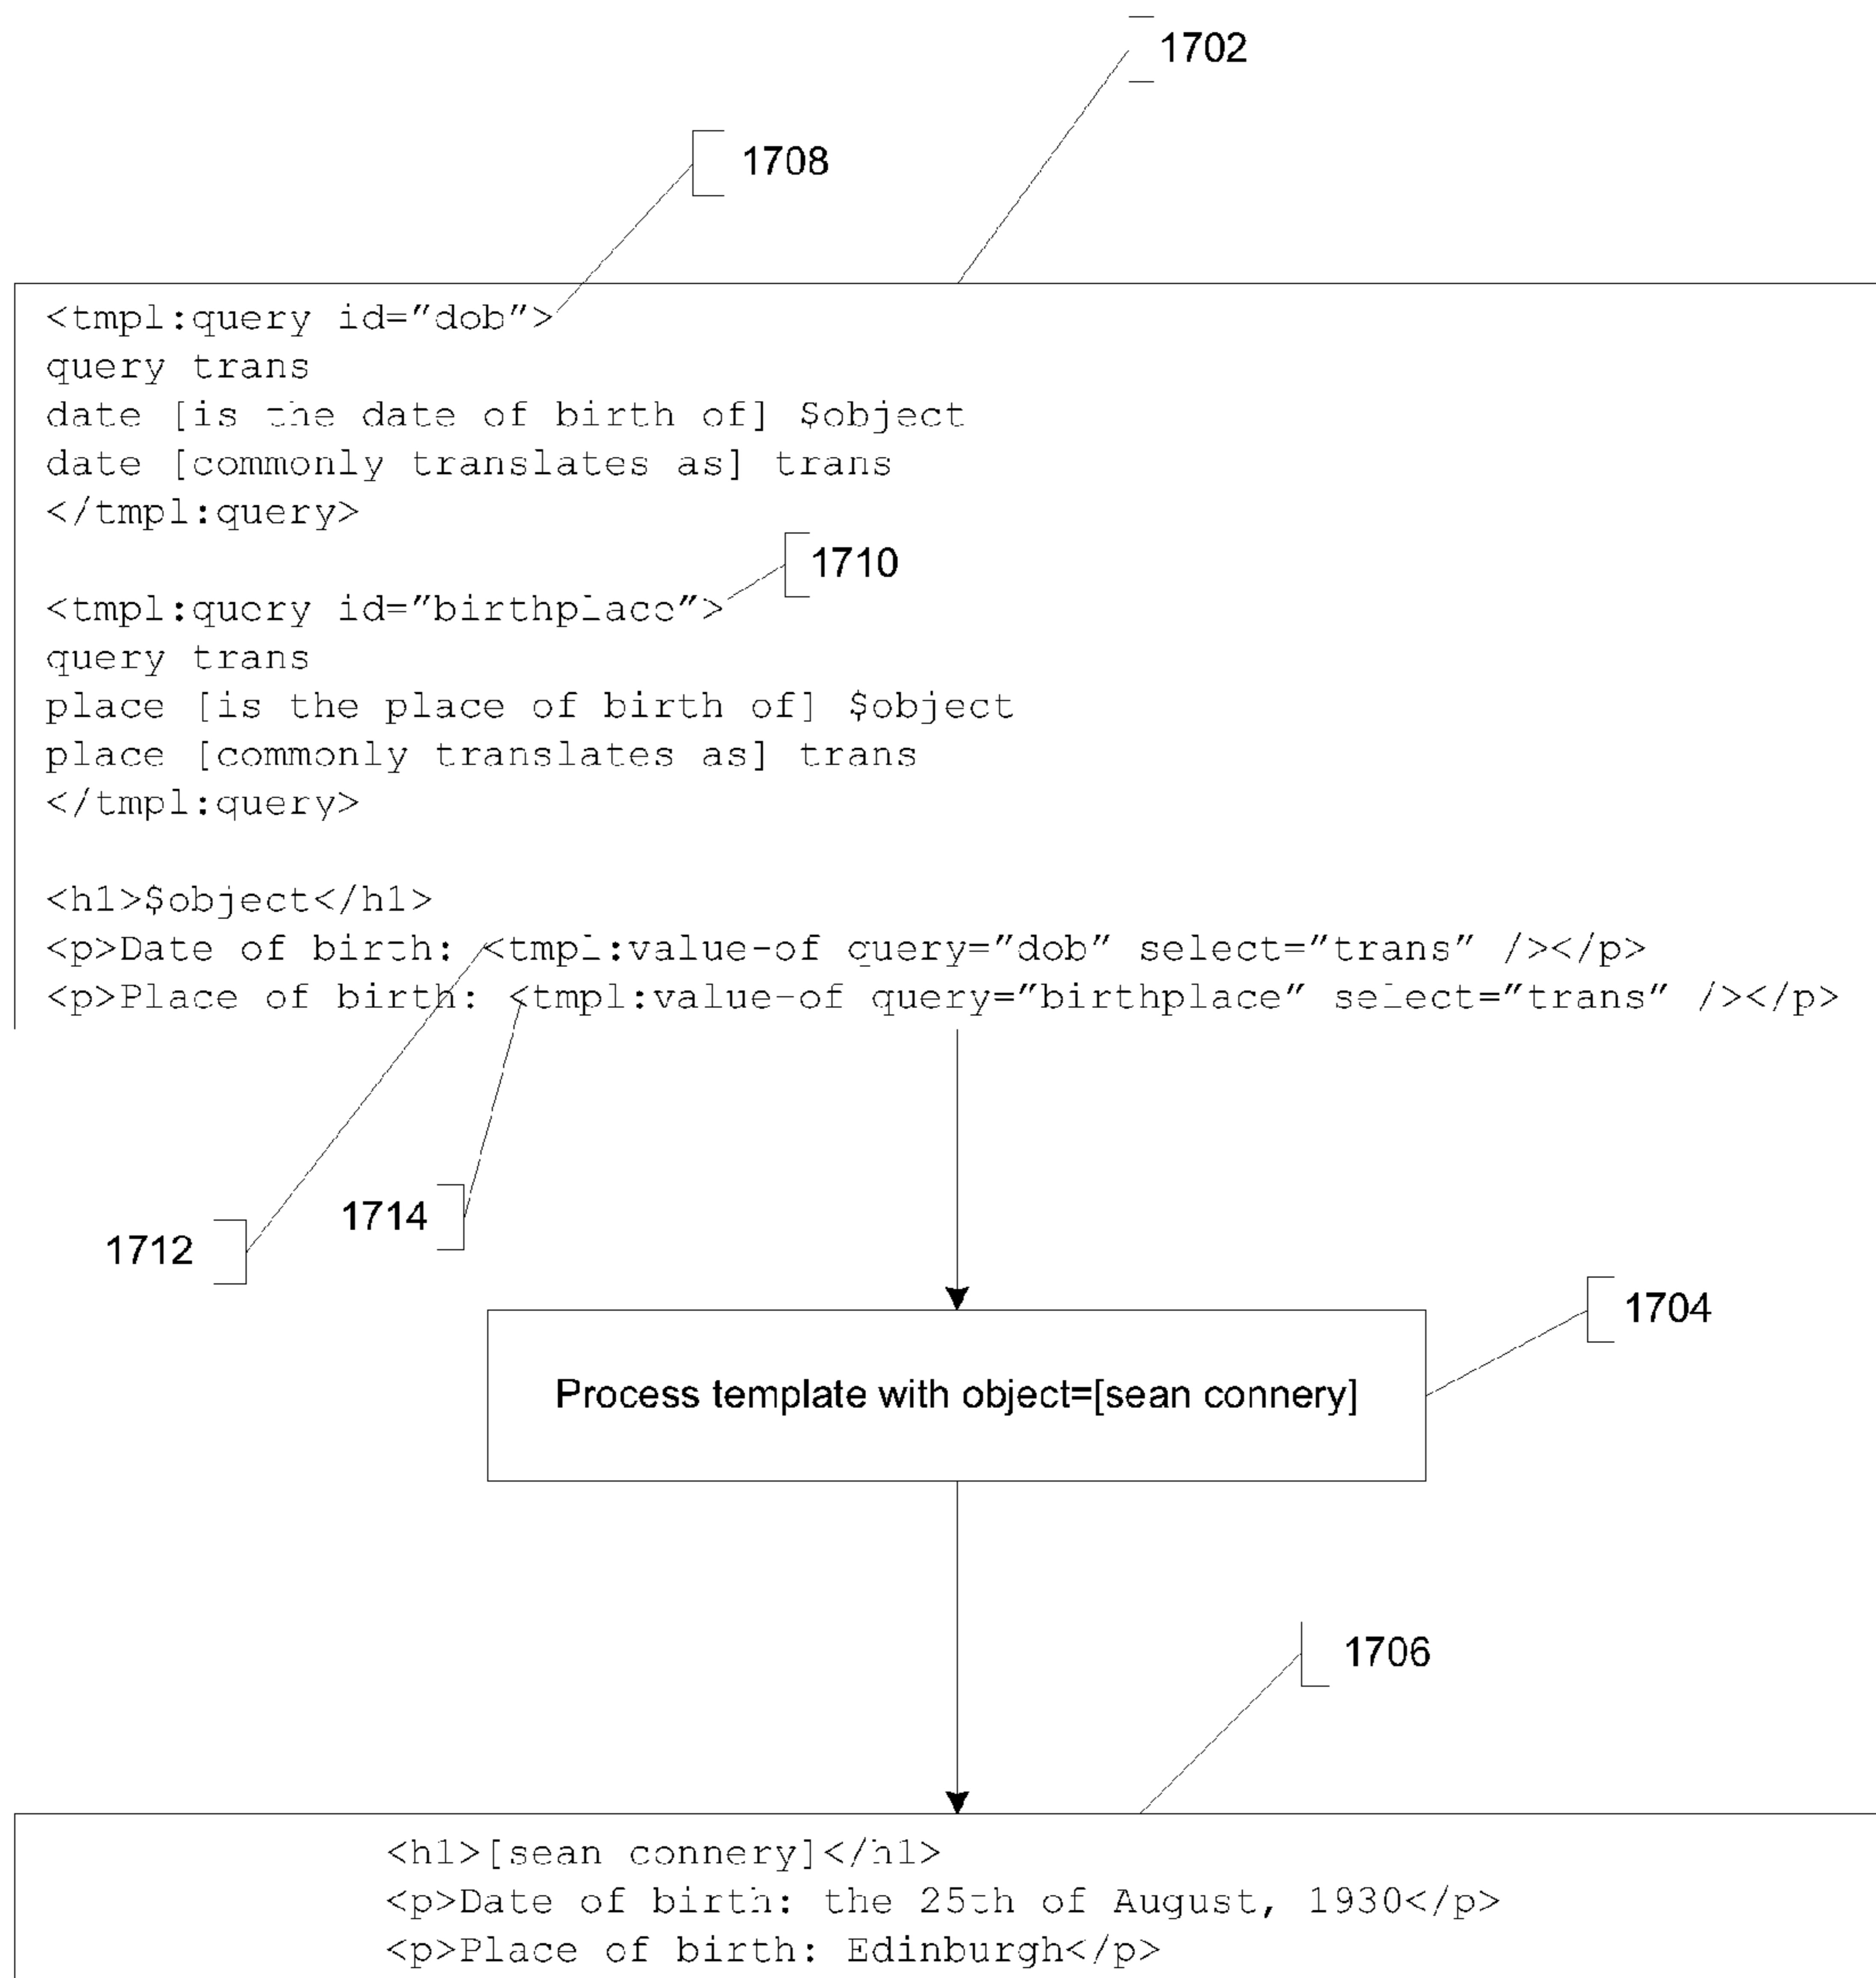 1702
1708
<tmpl:query id="dob">
query trans
date [is the date of birth of] $object
date [commonly translates as] trans
</tmpl:query>
1710
<tmpl:query id="birthplace">
query trans
place [is the place of birth of] $object
place [commonly translates as] trans
</tmpl:query>
<h1>$object</h1>
<p>Date of birth: <tmpl:value-of query="dob" select="trans" /></p>
<p>Place of birth: <tmpl:value-of query="birthplace" select="trans" /></p>
1714
1712
1704
Process template with object=[sean connery]
1706
<h1>[sean connery]</h1>
<p>Date of birth: the 25th of August, 1930</p>
<p>Place of birth: Edinburgh</p>